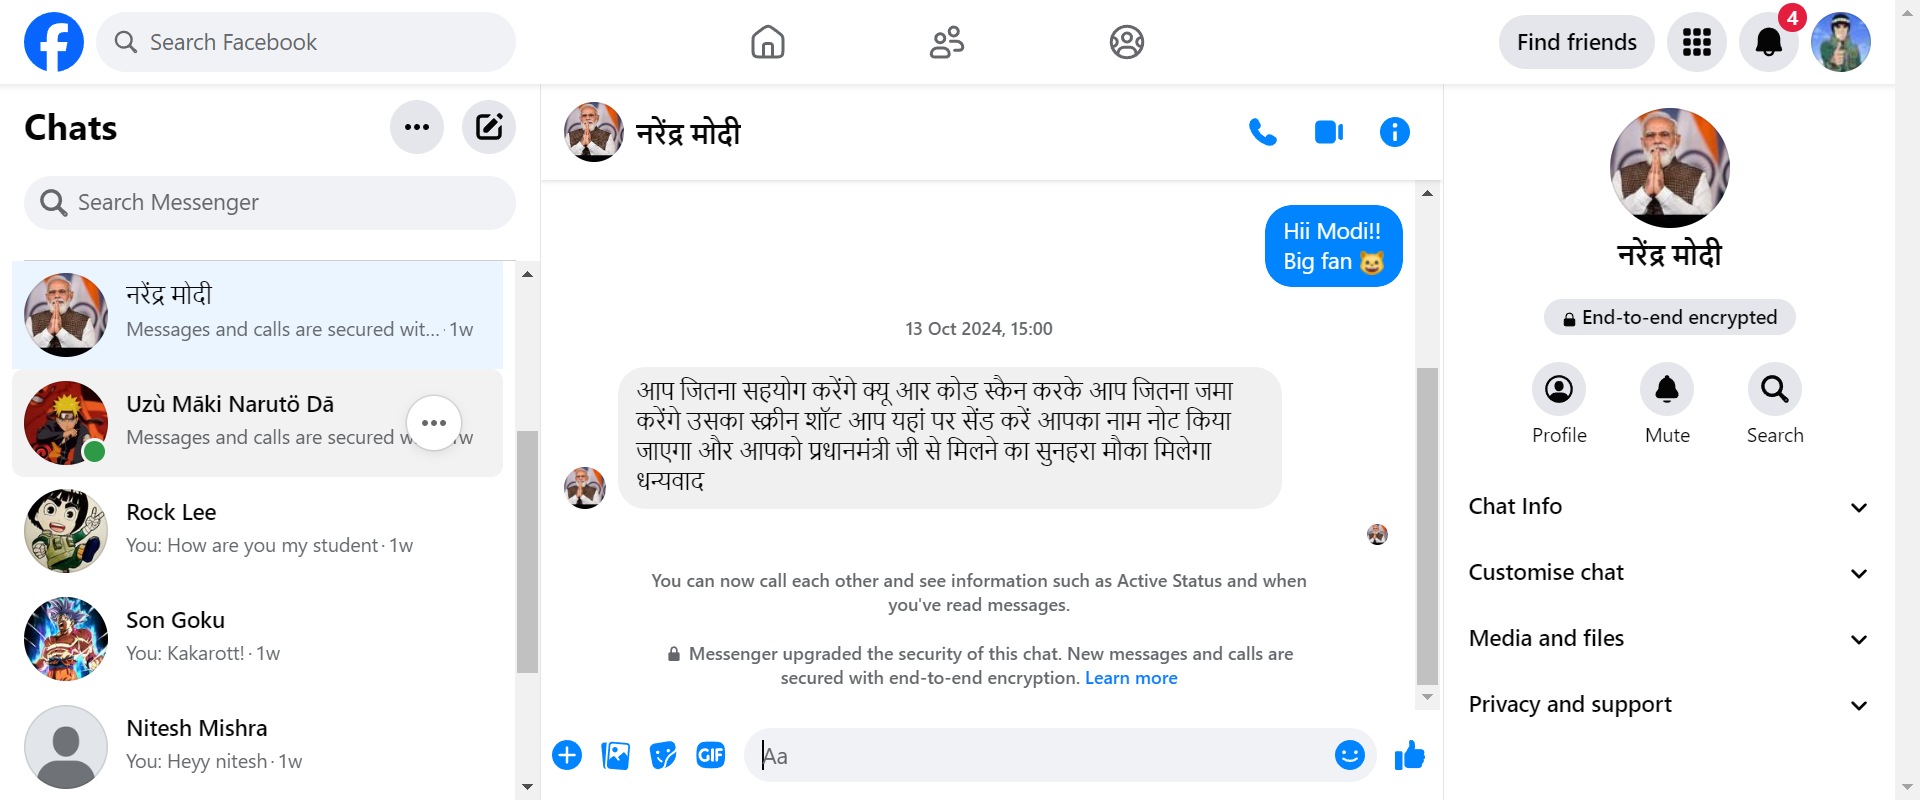 Search Facebook
Find friends
4
Chats
Search Messenger
नरेंद्र मोदी
Messages and calls are secured wit... · 1w
Uzù Māki Narutö Dā
Messages and calls are secured w
1w
Rock Lee
You: How are you my student · 1w
Son Goku
You: Kakarott! · 1w
Nitesh Mishra
You: Heyy nitesh · 1w
नरेंद्र मोदी
Hii Modi!!
Big fan 😺
13 Oct 2024, 15:00
आप जितना सहयोग करेंगे क्यू आर कोड स्कैन करके आप जितना जमा
करेंगे उसका स्क्रीन शॉट आप यहां पर सेंड करें आपका नाम नोट किया
जाएगा और आपको प्रधानमंत्री जी से मिलने का सुनहरा मौका मिलेगा
धन्यवाद
You can now call each other and see information such as Active Status and when
you've read messages.
Messenger upgraded the security of this chat. New messages and calls are
secured with end-to-end encryption. Learn more
GIF
Aa
नरेंद्र मोदी
End-to-end encrypted
Profile
Mute
Search
Chat Info
Customise chat
Media and files
Privacy and support